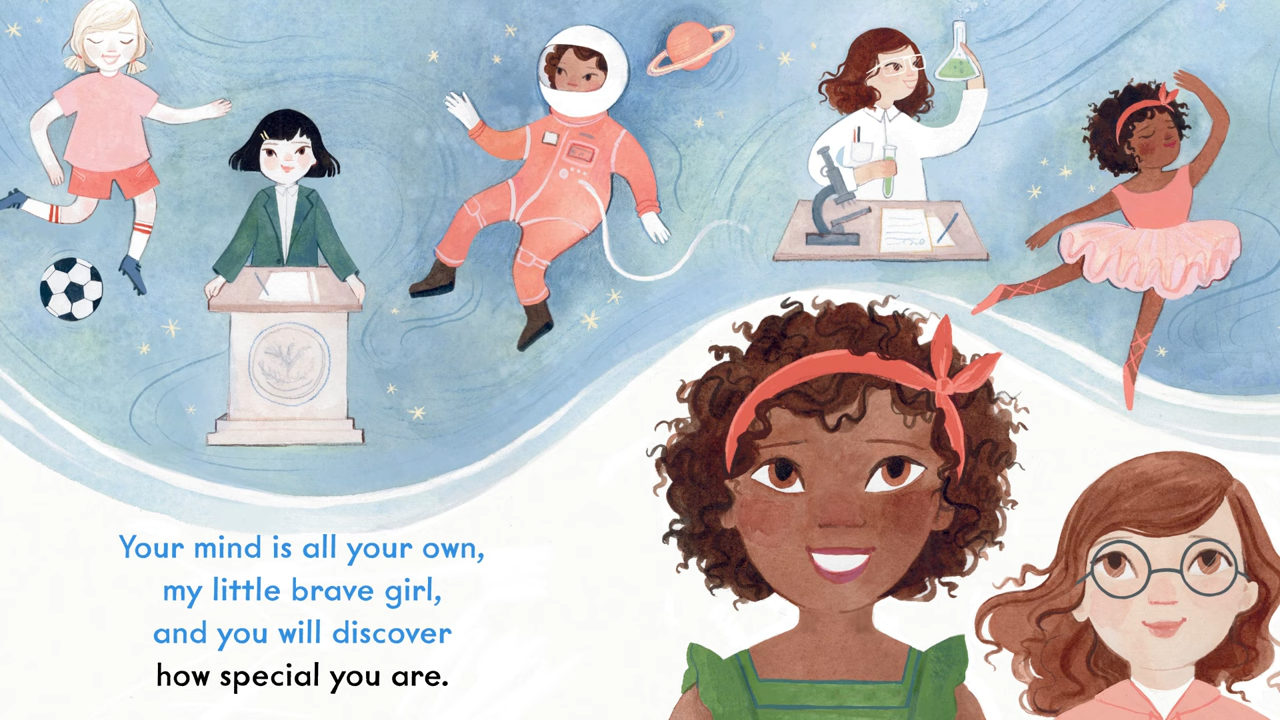 Your mind is all your own,
my little brave girl,
and you will discover
how special you are.